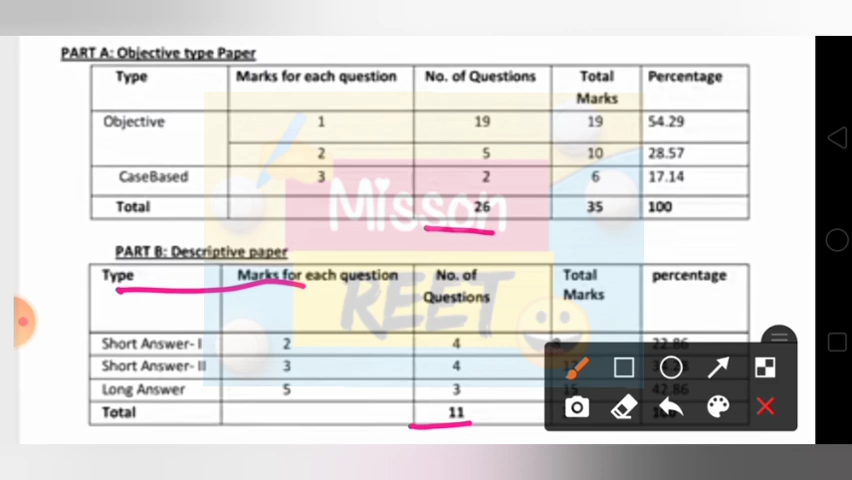 PART A: Objective type Paper
Type Marks for each question No. of Questions Total Marks Percentage
Objective 1 19 19 54.29
2 5 10 28.57
CaseBased 3 2 6 17.14
Total 26 35 100
Misson
PART B: Descriptive paper
Type Marks for each question No. of Questions Total Marks percentage
REET
Short Answer- I 2 4 8 22.86
Short Answer- II 3 4
Long Answer 5 3 15 42.86
Total 11